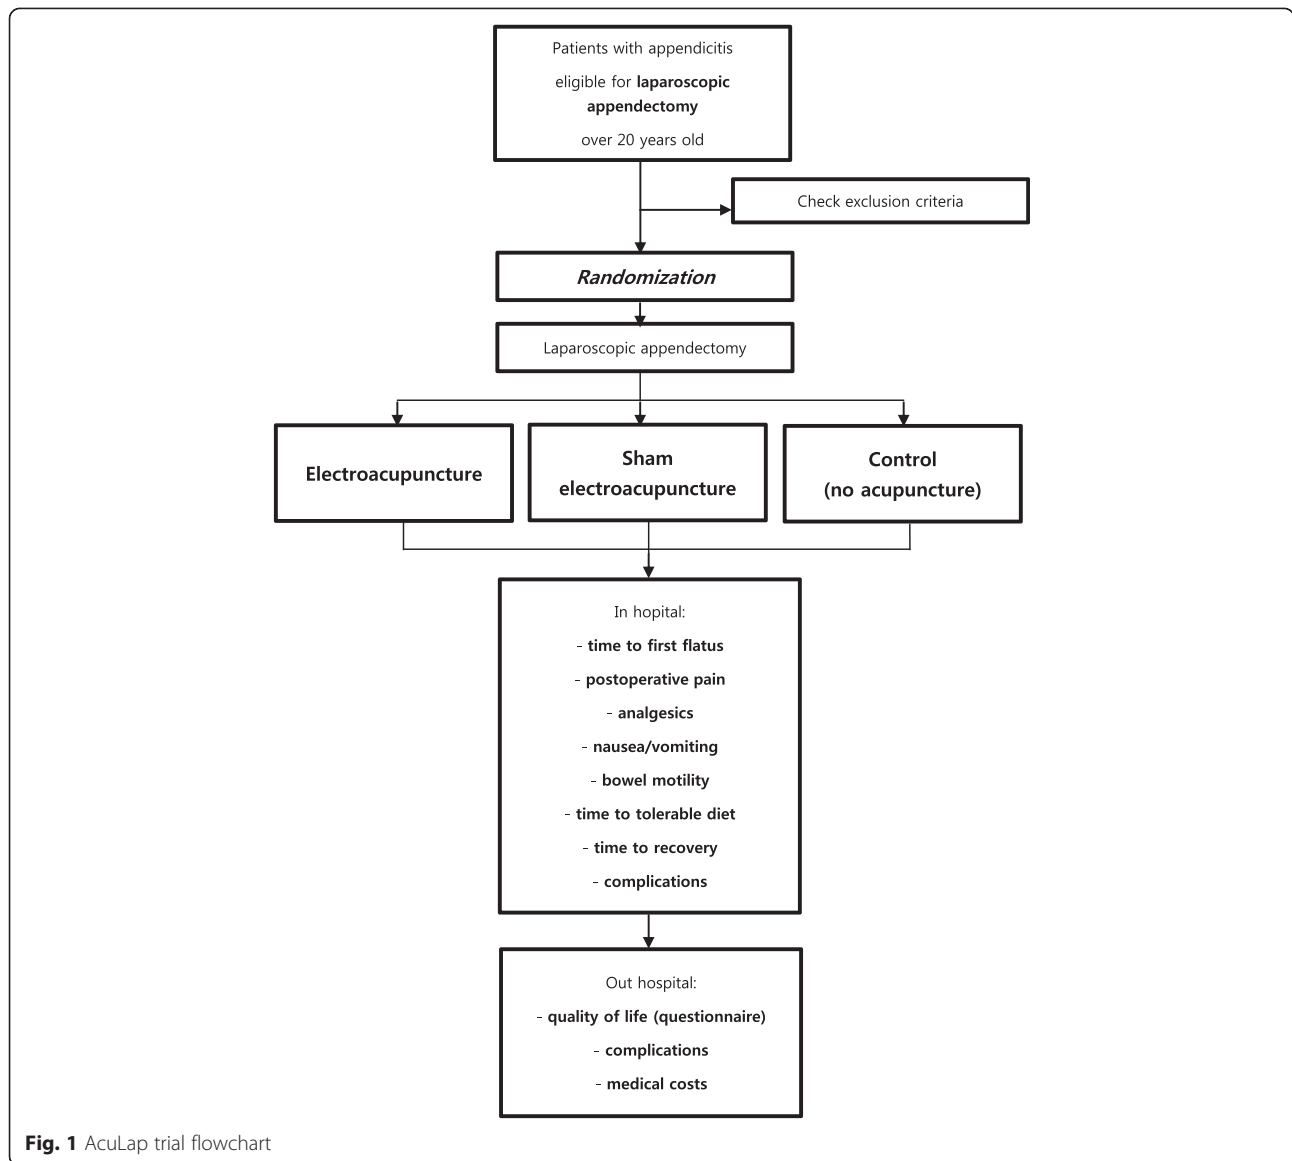 Patients with appendicitis
eligible for laparoscopic
appendectomy
over 20 years old
Check exclusion criteria
Randomization
Laparoscopic appendectomy
Electroacupuncture
Sham
electroacupuncture
Control
(no acupuncture)
In hopital:
- time to first flatus
- postoperative pain
- analgesics
- nausea/vomiting
- bowel motility
- time to tolerable diet
- time to recovery
- complications
Out hospital:
- quality of life (questionnaire)
- complications
- medical costs
Fig. 1 AcuLap trial flowchart